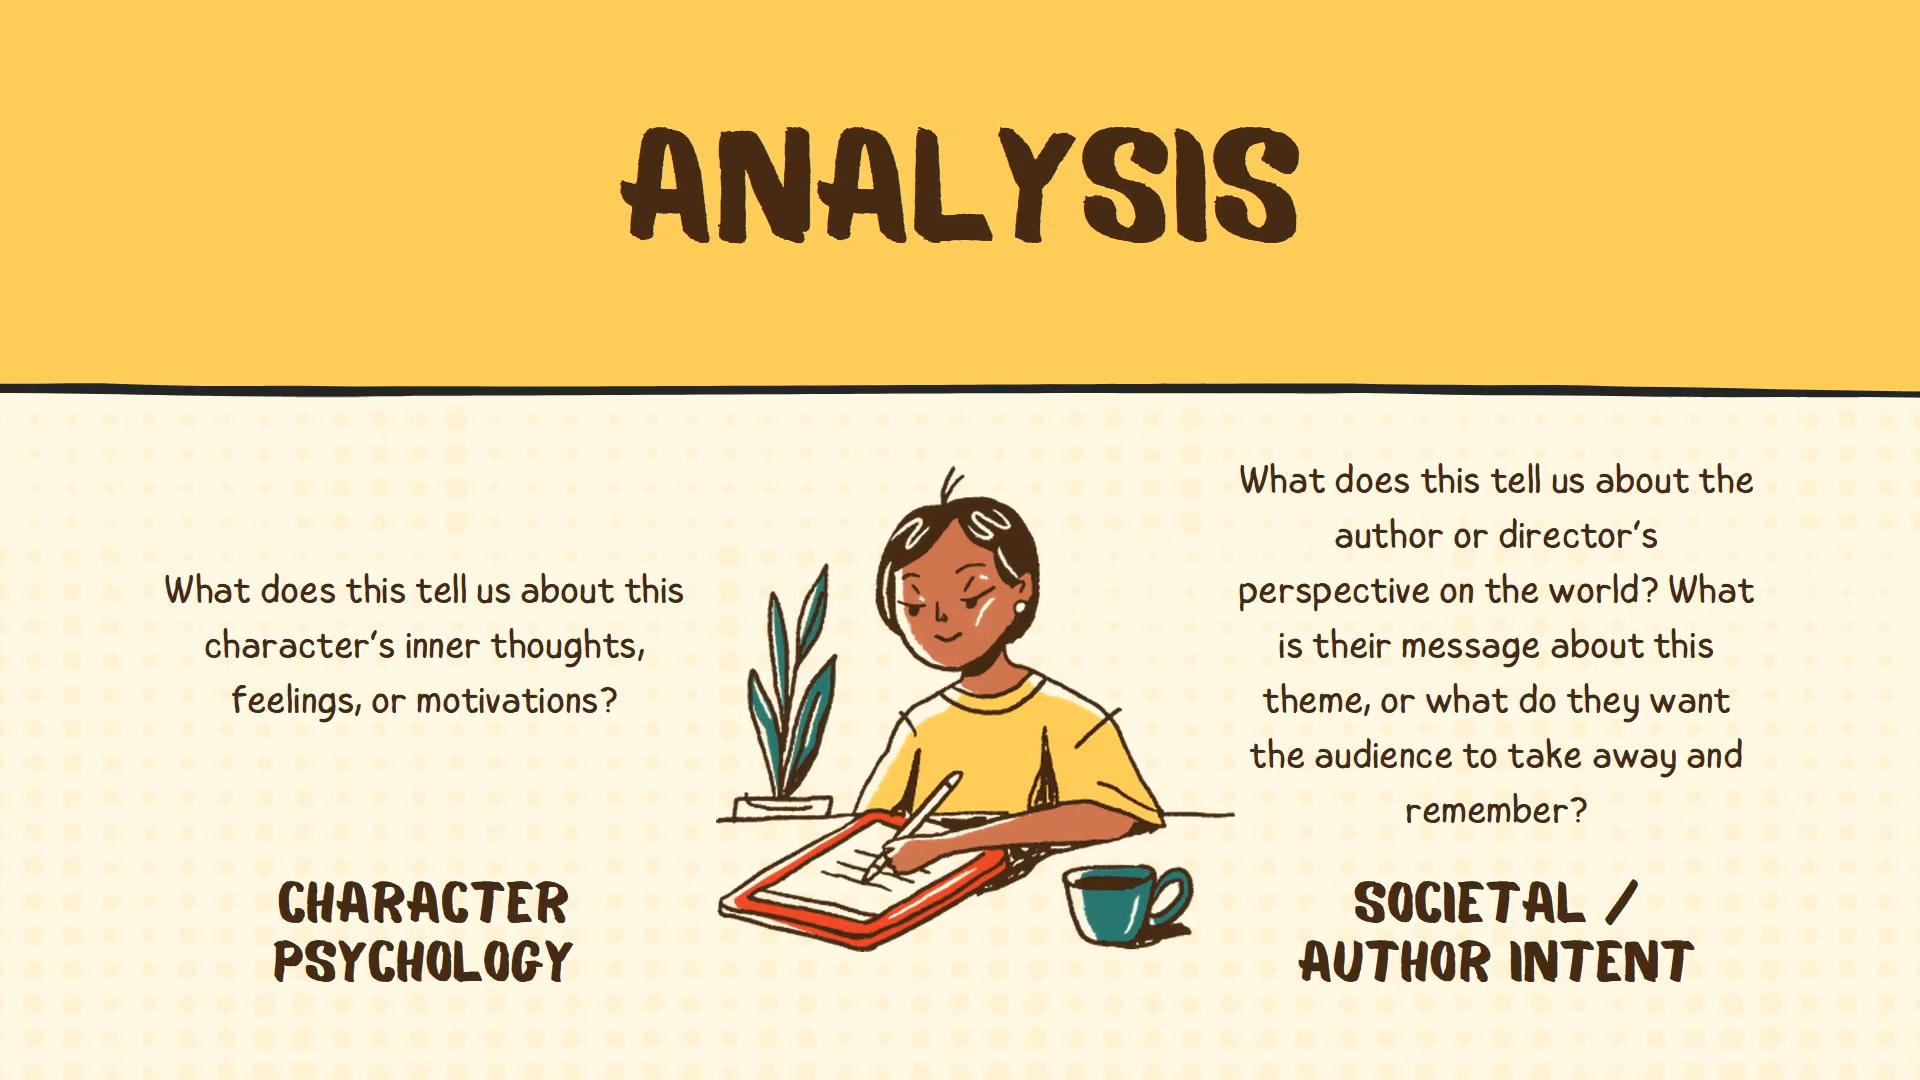 ANALYSIS
What does this tell us about this
character's inner thoughts,
feelings, or motivations?
CHARACTER
PSYCHOLOGY
What does this tell us about the
author or director's
perspective on the world? What
is their message about this
theme, or what do they want
the audience to take away and
remember?
SOCIETAL /
AUTHOR INTENT